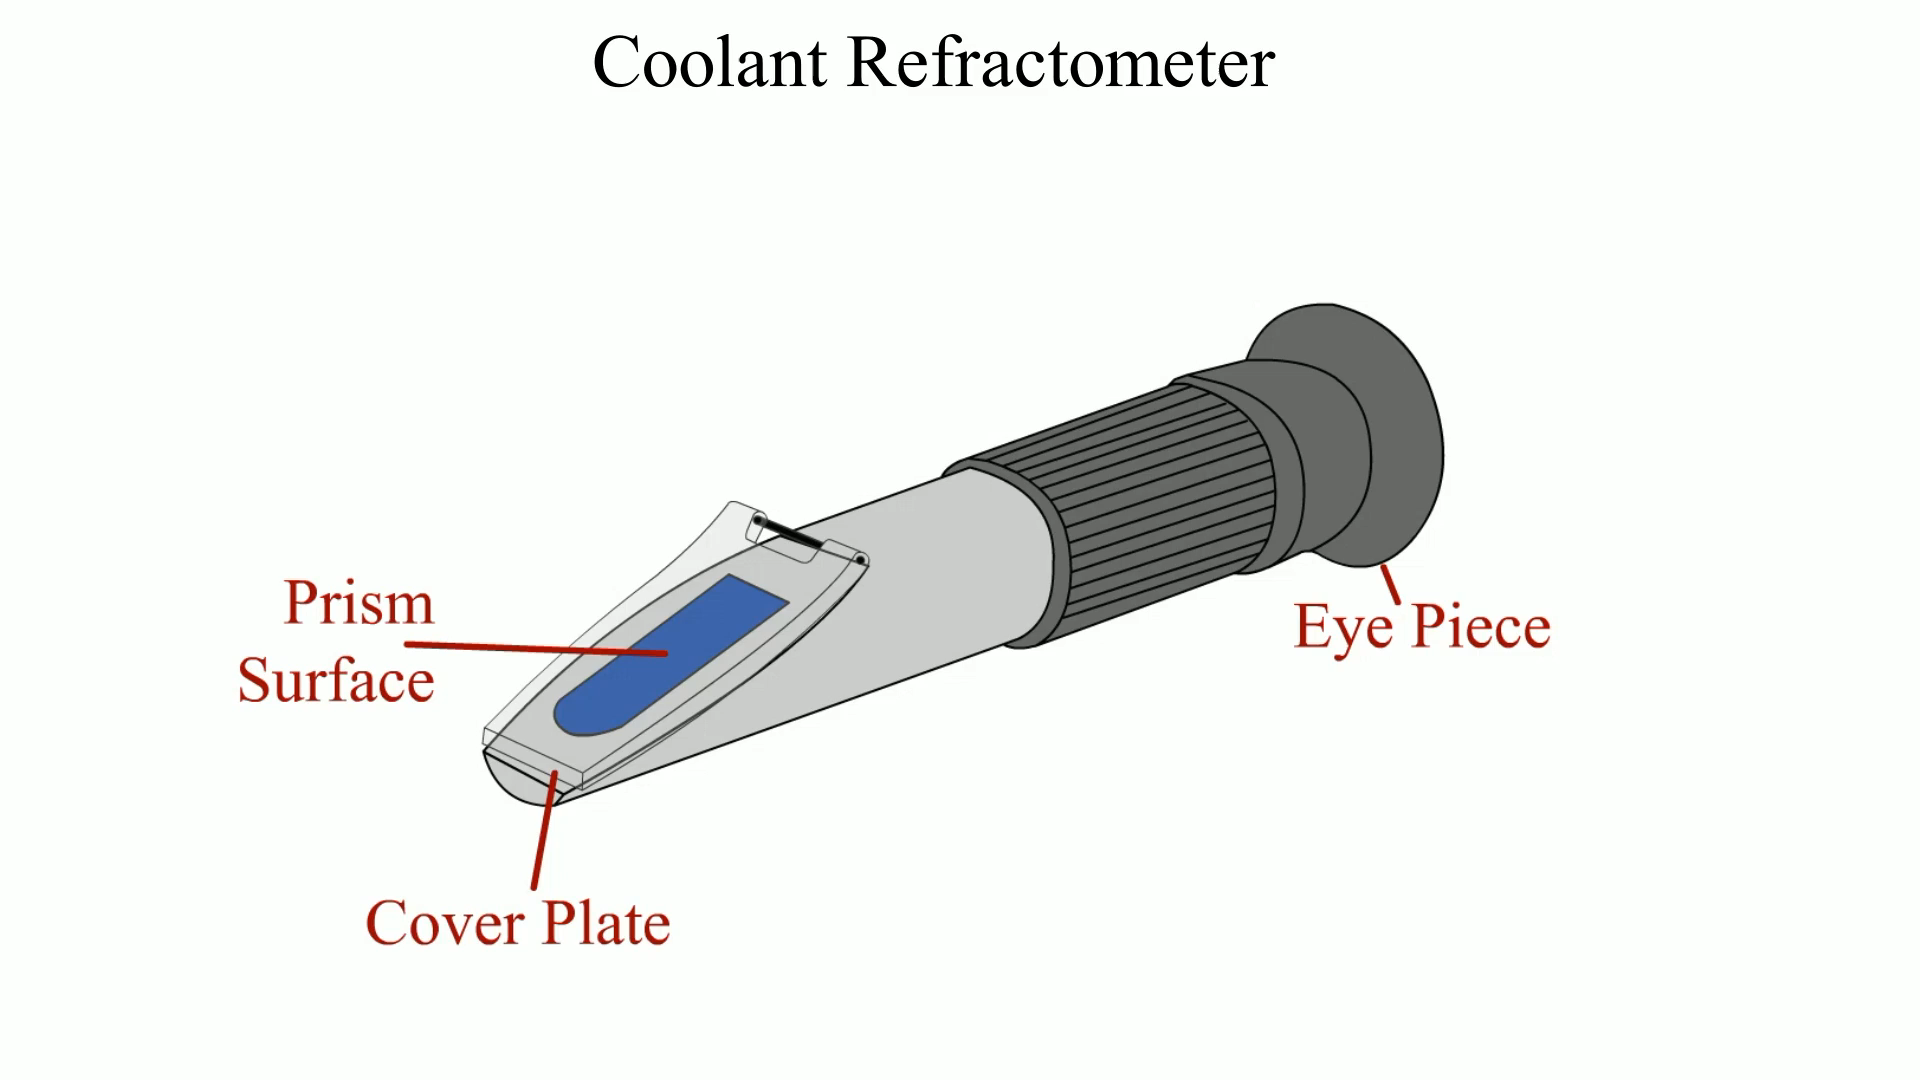 Coolant Refractometer
Prism
Surface
Eye Piece
Cover Plate